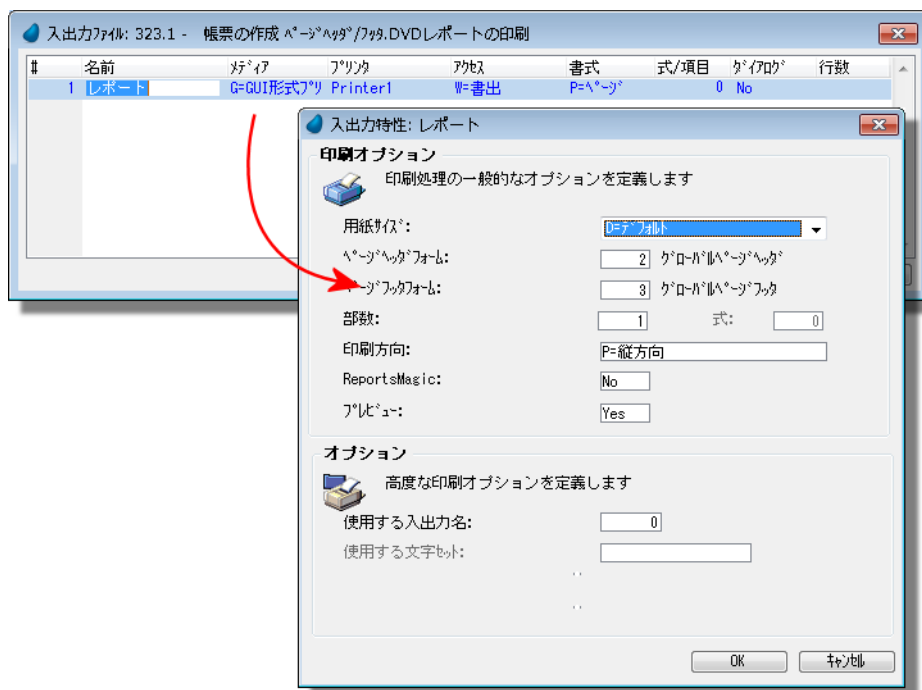 入出力ﾌｧｲﾙ: 323.1 - 帳票の作成 ﾍﾟｰｼﾞﾍｯﾀﾞ/ﾌｯﾀ.DVDレポートの印刷
# 名前 ﾒﾃﾞｨｱ ﾌﾟﾘﾝﾀ ｱｸｾｽ 書式 式/項目 ﾀﾞｲｱﾛｸﾞ 行数
1 レポート G=GUI形式ﾌﾟﾘ Printer1 W=書出 P=ﾍﾟｰｼﾞ 0 No
入出力特性: レポート
印刷オプション
印刷処理の一般的なオプションを定義します
用紙ｻｲｽﾞ: D=ﾃﾞﾌｫﾙﾄ
ﾍﾟｰｼﾞﾍｯﾀﾞﾌｫｰﾑ: 2 ｸﾞﾛｰﾊﾞﾙﾍﾟｰｼﾞﾍｯﾀﾞ
ﾍﾟｰｼﾞﾌｯﾀﾌｫｰﾑ: 3 ｸﾞﾛｰﾊﾞﾙﾍﾟｰｼﾞﾌｯﾀ
部数: 1 式: 0
印刷方向: P=縦方向
ReportsMagic: No
ﾌﾟﾚﾋﾞｭｰ: Yes
オプション
高度な印刷オプションを定義します
使用する入出力名: 0
使用する文字ｾｯﾄ:
OK ｷｬﾝｾﾙ